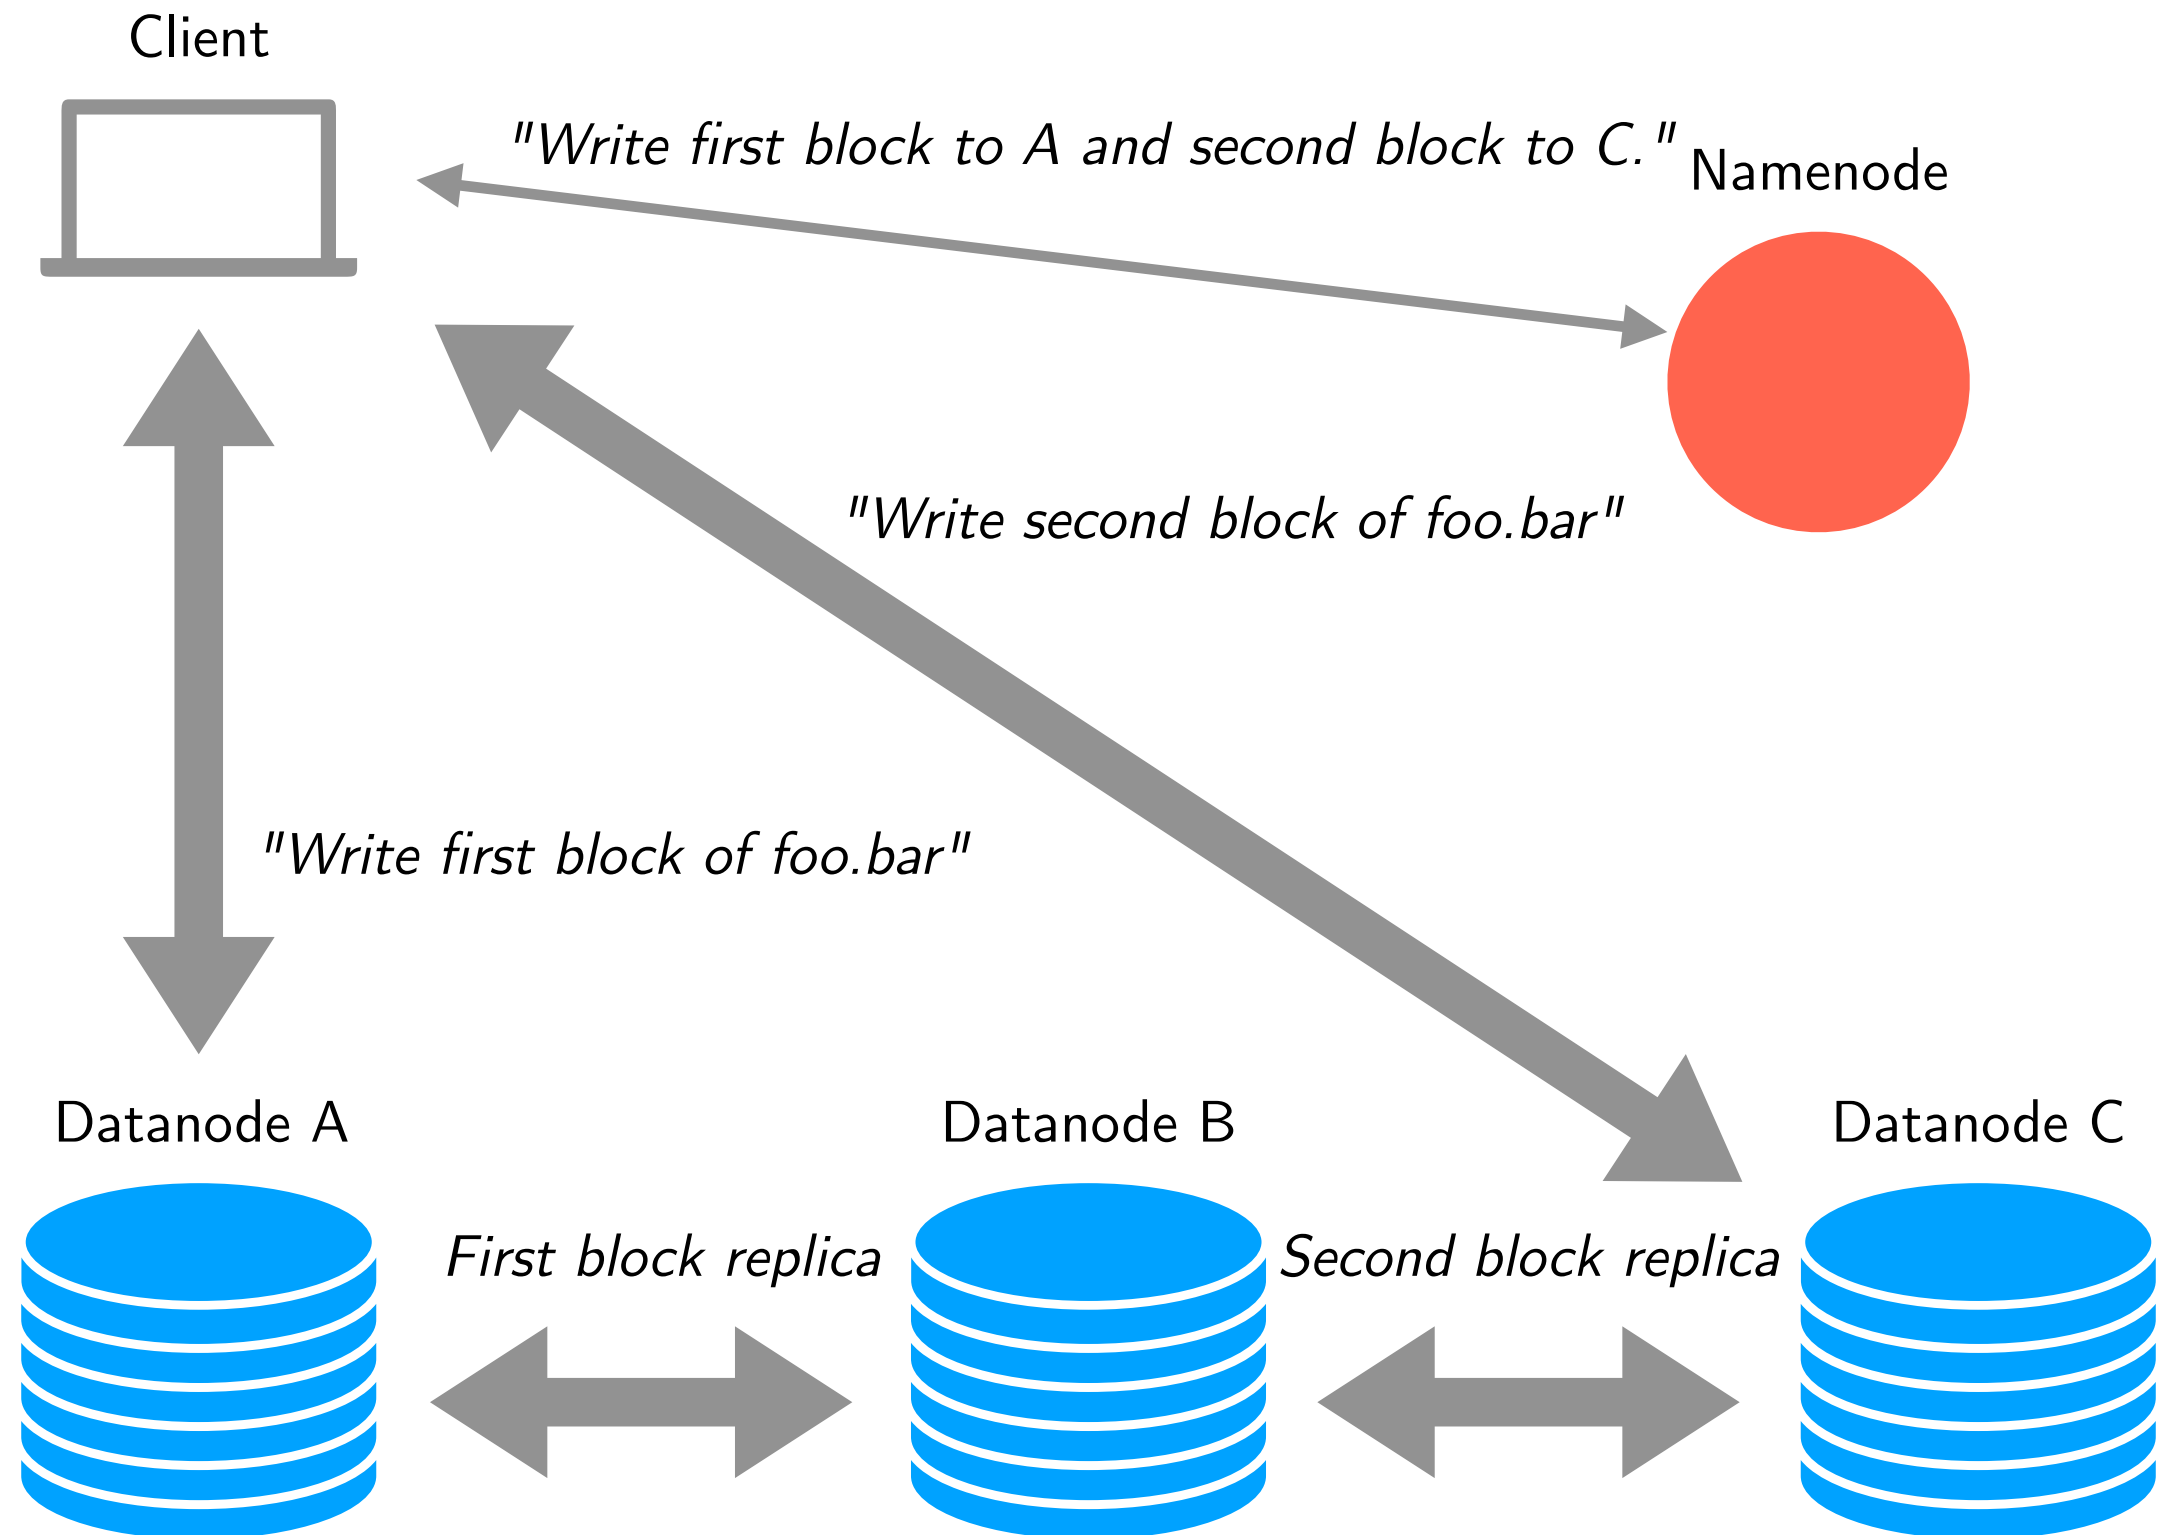 Client
"Write first block to A and second block to C."
Namenode
"Write second block of foo.bar"
"Write first block of foo.bar"
Datanode A
Datanode B
Datanode C
First block replica
Second block replica